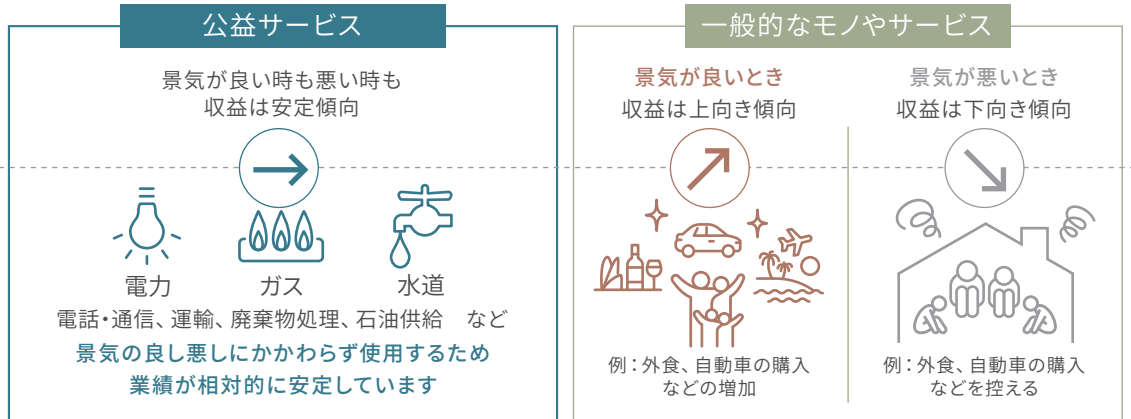 公益サービス
景気が良い時も悪い時も
収益は安定傾向
電力
ガス
水道
電話・通信、運輸、廃棄物処理、石油供給　など
景気の良し悪しにかかわらず使用するため
業績が相対的に安定しています
一般的なモノやサービス
景気が良いとき
収益は上向き傾向
例：外食、自動車の購入
などの増加
景気が悪いとき
収益は下向き傾向
例：外食、自動車の購入
などを控える